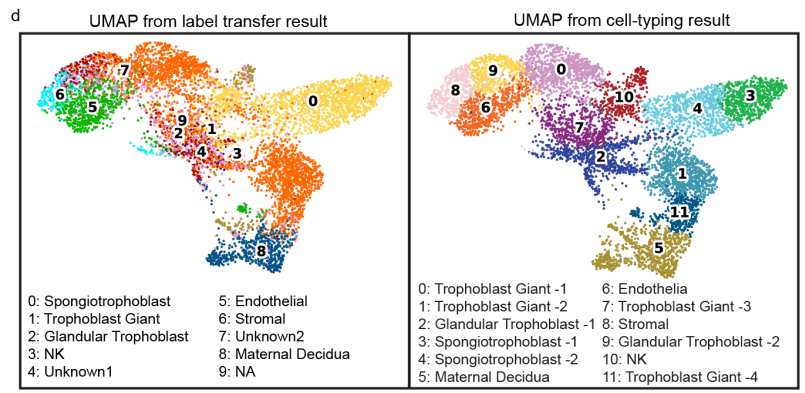 d
UMAP from label transfer result
7
6
5
0
9
2
1
4
3
8
0: Spongiotrophoblast
1: Trophoblast Giant
2: Glandular Trophoblast
3: NK
4: Unknown1
5: Endothelial
6: Stromal
7: Unknown2
8: Maternal Decidua
9: NA
UMAP from cell-typing result
9
0
8
6
10
4
3
7
2
1
11
5
0: Trophoblast Giant -1
1: Trophoblast Giant -2
2: Glandular Trophoblast -1
3: Spongiotrophoblast -1
4: Spongiotrophoblast -2
5: Maternal Decidua
6: Endothelia
7: Trophoblast Giant -3
8: Stromal
9: Glandular Trophoblast -2
10: NK
11: Trophoblast Giant -4